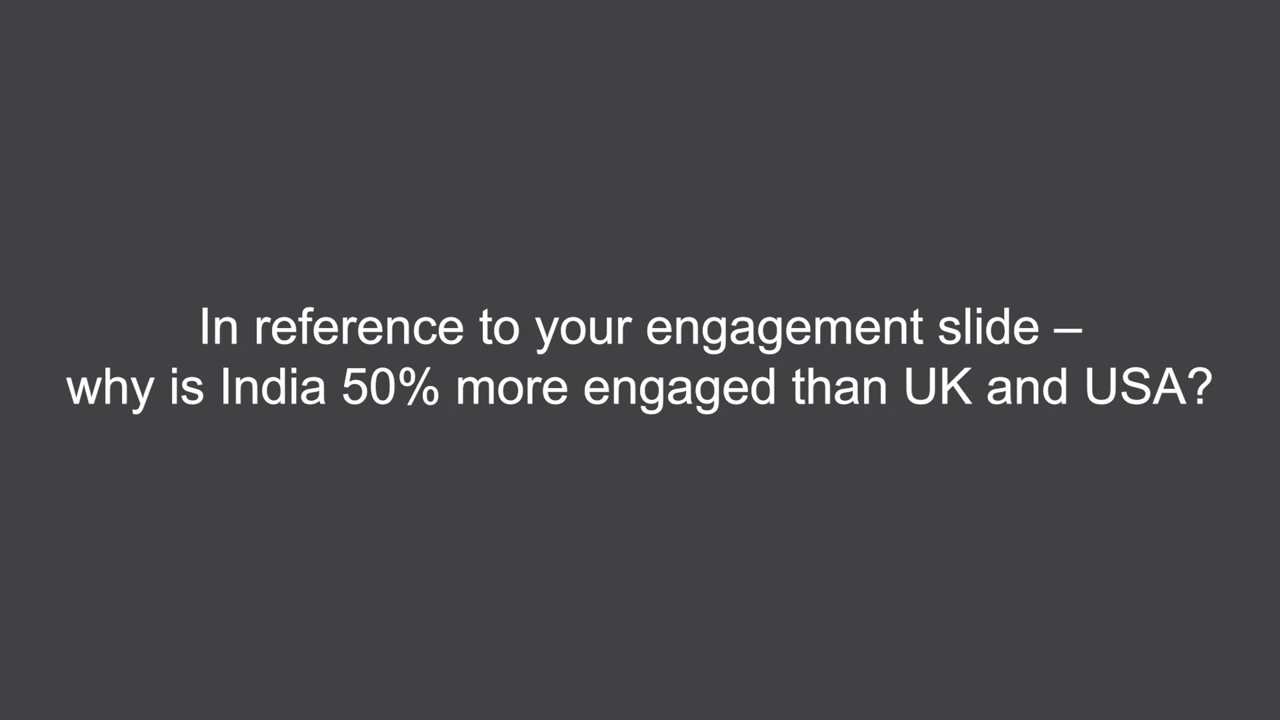 In reference to your engagement slide –
why is India 50% more engaged than UK and USA?